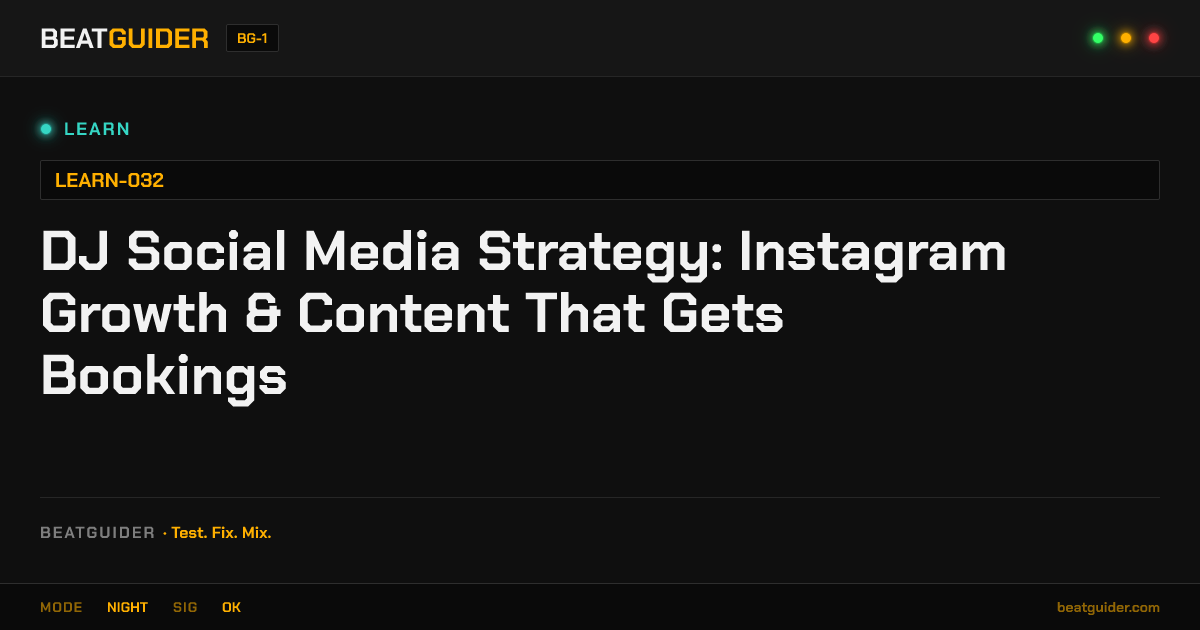 BEATGUIDER BG-1
LEARN
LEARN-032
DJ Social Media Strategy: Instagram
Growth & Content That Gets
Bookings
BEATGUIDER · Test. Fix. Mix.
MODE NIGHT SIG OK beatguider.com